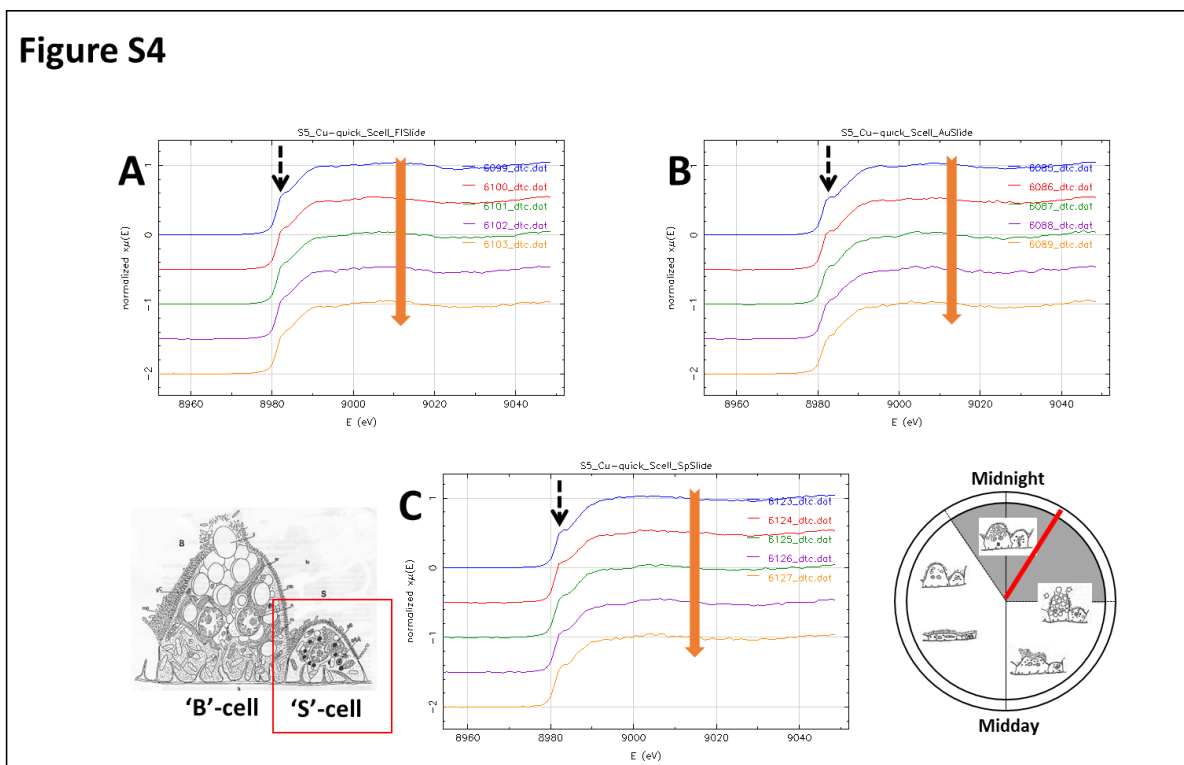 Figure S4
A
S5_Cu-quick_Scell_FlSlide
normalized xμ(E)
1
0
-1
-2
6099_dtc.dat
6100_dtc.dat
6101_dtc.dat
6102_dtc.dat
6103_dtc.dat
8960 8980 9000 9020 9040
E (eV)
B
S5_Cu-quick_Scell_AuSlide
normalized xμ(E)
1
0
-1
-2
6085_dtc.dat
6086_dtc.dat
6087_dtc.dat
6088_dtc.dat
6089_dtc.dat
8960 8980 9000 9020 9040
E (eV)
B
S
'B'-cell 'S'-cell
C
S5_Cu-quick_Scell_SpSlide
normalized xμ(E)
1
0
-1
-2
6123_dtc.dat
6124_dtc.dat
6125_dtc.dat
6126_dtc.dat
6127_dtc.dat
8960 8980 9000 9020 9040
E (eV)
Midnight
Midday